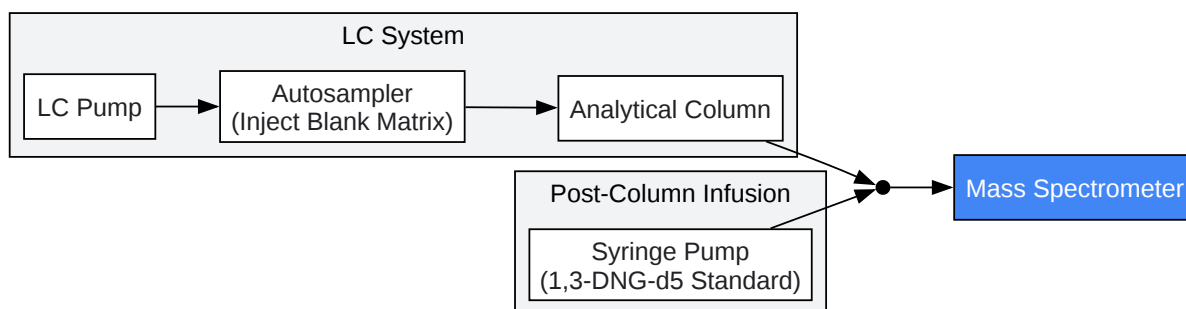 LC System
LC Pump
Autosampler
(Inject Blank Matrix)
Analytical Column
Post-Column Infusion
Syringe Pump
(1,3-DNG-d5 Standard)
Mass Spectrometer